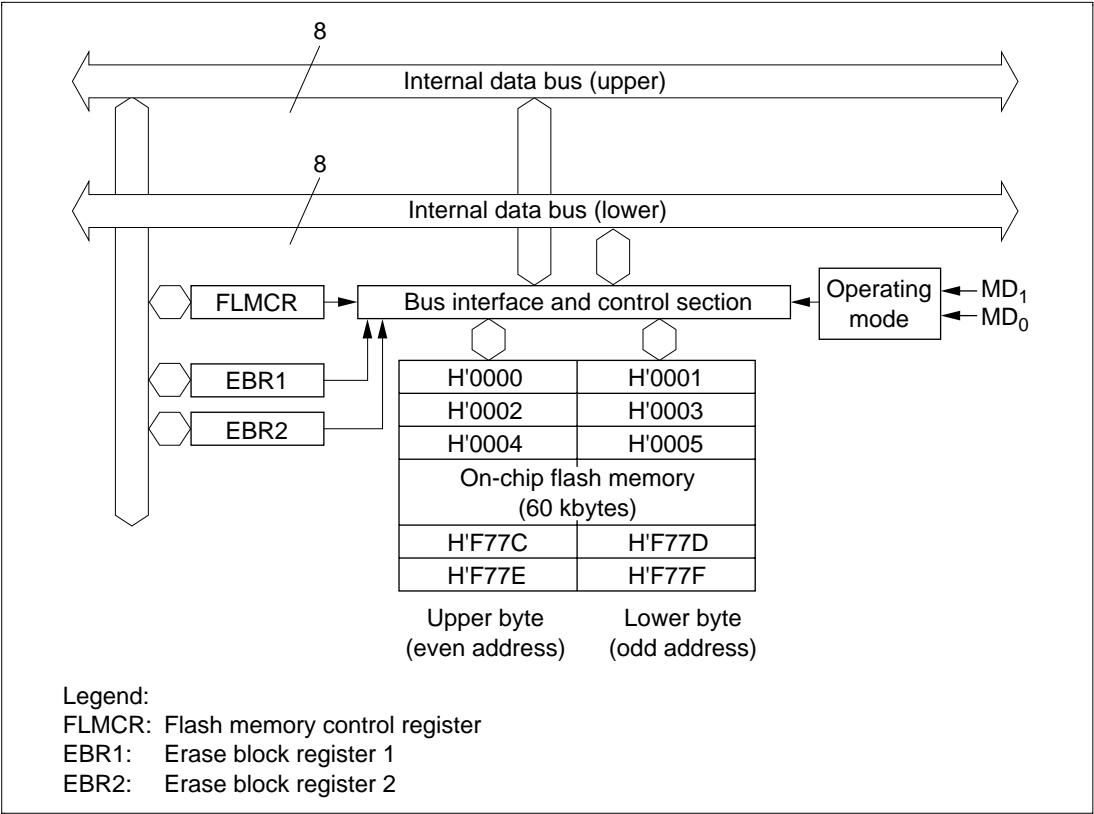 8
Internal data bus (upper)
8
Internal data bus (lower)
FLMCR
Bus interface and control section
Operating
mode
MD1
MD0
EBR1
EBR2
H'0000 H'0001
H'0002 H'0003
H'0004 H'0005
On-chip flash memory
(60 kbytes)
H'F77C H'F77D
H'F77E H'F77F
Upper byte
(even address)
Lower byte
(odd address)
Legend:
FLMCR: Flash memory control register
EBR1: Erase block register 1
EBR2: Erase block register 2